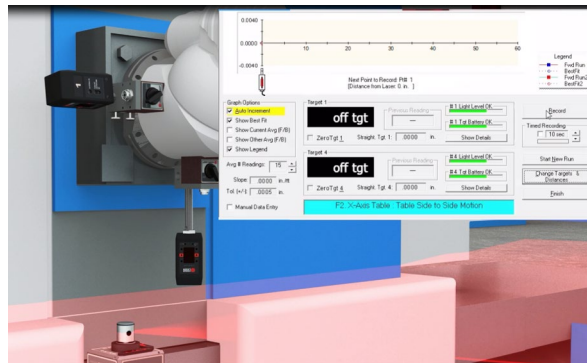 0.0040
0.0000
-0.0040
10 20 30 40 50 60
Next Point to Record: Pt# 1
[Distance from Laser: 0. in. ]
Legend
Fwd Run
BestFit
Fwd Run2
BestFit2
Graph Options
Auto Increment
Show Best Fit
Show Current Avg (F/B)
Show Other Avg (F/B)
Show Legend
Avg # Readings: 15
Slope .0000 in./ft
Tol. (+/-) .0005 in.
Manual Data Entry
Target 1
off tgt
Previous Reading
---
# 1 Light Level OK
# 1 Tgt Battery OK
ZeroTgt 1
Straight. Tgt 1: .0000 in.
Show Details
Target 4
off tgt
Previous Reading
---
# 4 Light Level OK
# 4 Tgt Battery OK
ZeroTgt 4
Straight. Tgt 4: .0000 in.
Show Details
F2. X-Axis Table Table Side to Side Motion
Record
Timed Recording
10 sec
Start New Run
Change Targets &
Distances
Finish
1